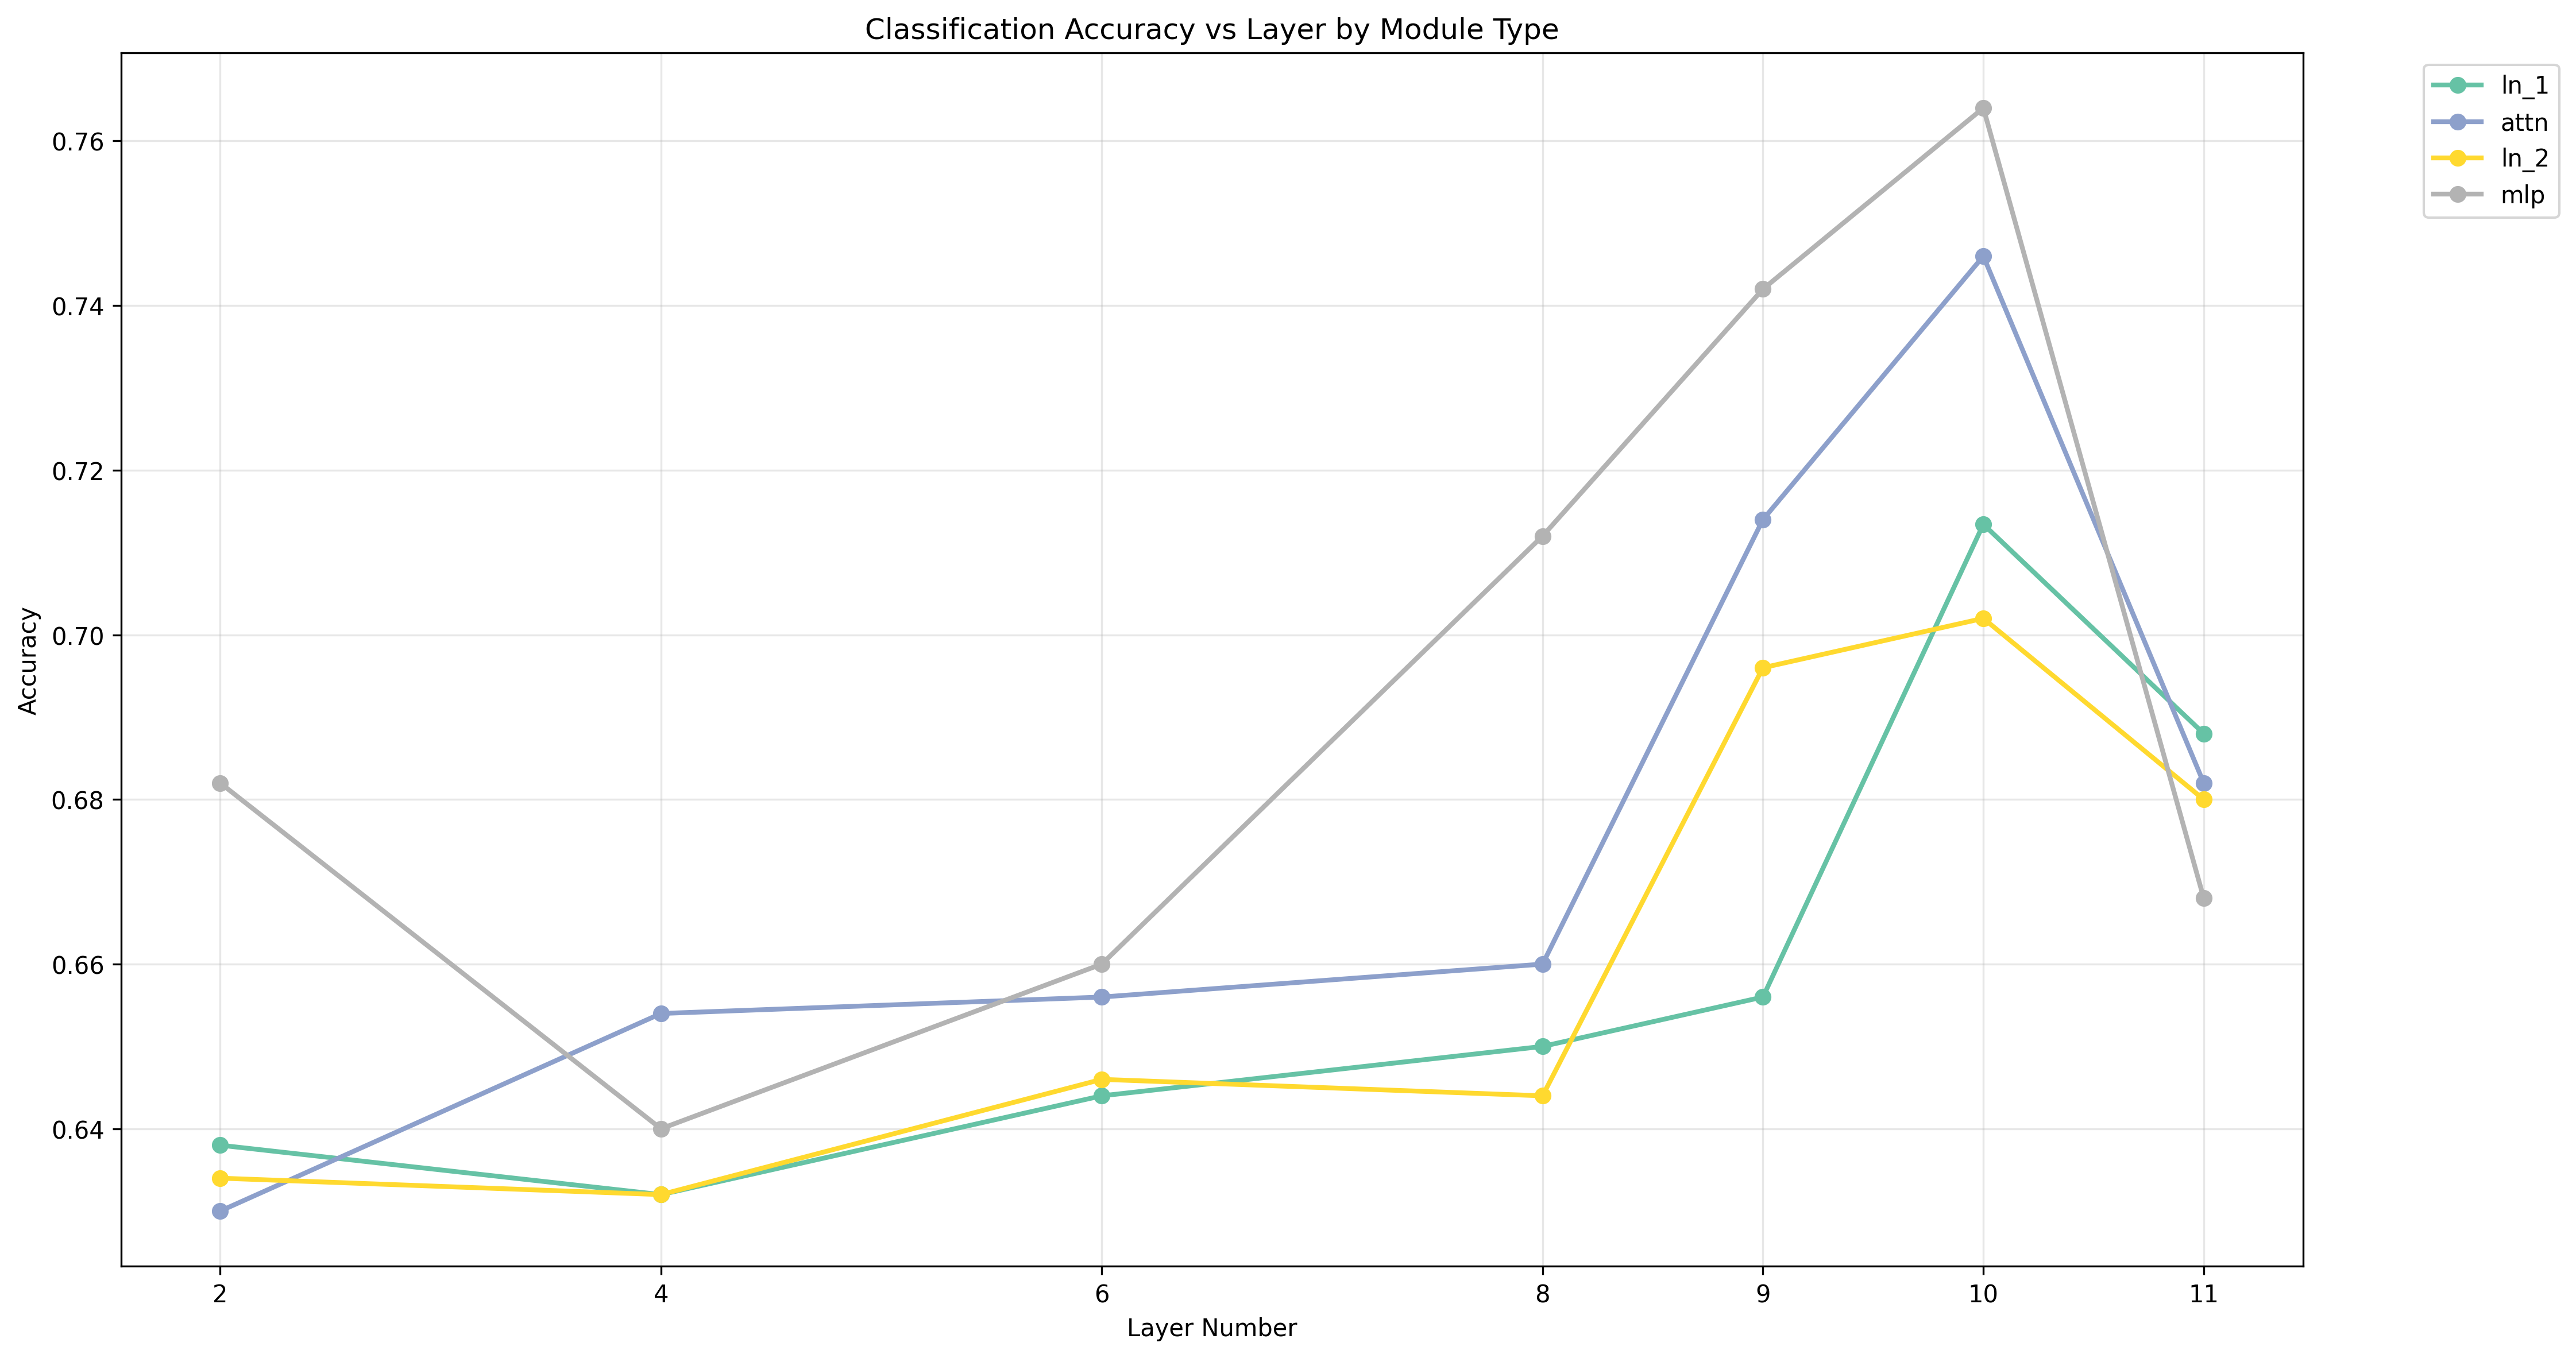 Classification Accuracy vs Layer by Module Type
ln_1
attn
ln_2
mlp
0.76
0.74
0.72
0.70
0.68
0.66
0.64
Accuracy
2 4 6 8 9 10 11
Layer Number